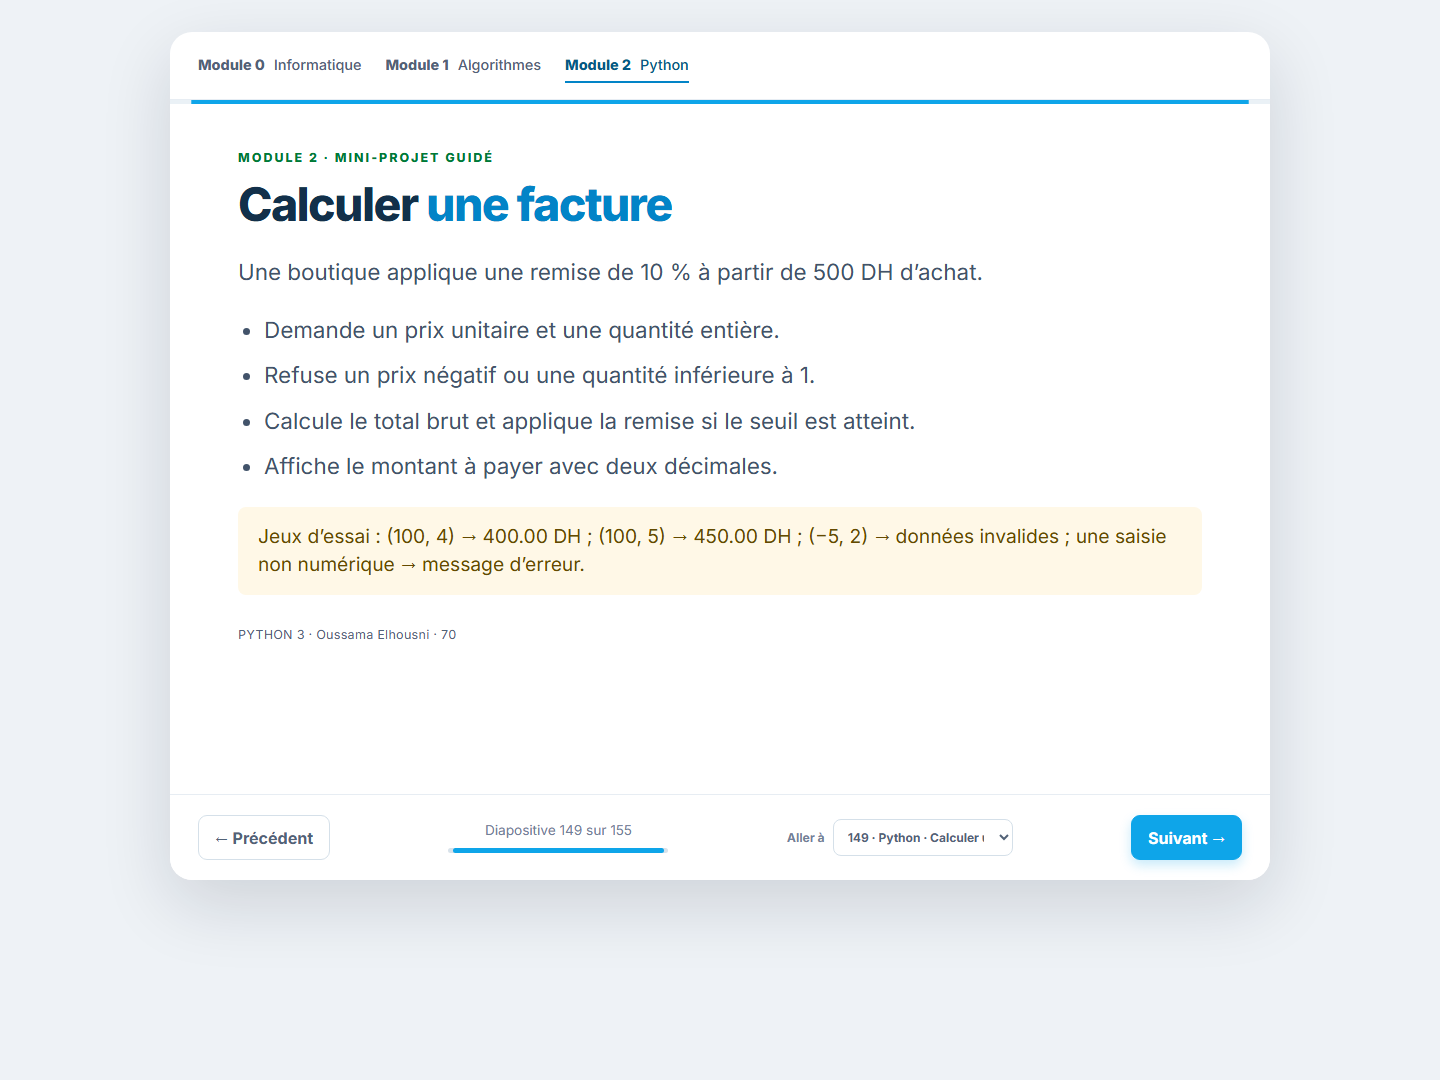 Module 0 Informatique Module 1 Algorithmes Module 2 Python
MODULE 2 · MINI-PROJET GUIDÉ
Calculer une facture
Une boutique applique une remise de 10 % à partir de 500 DH d’achat.
• Demande un prix unitaire et une quantité entière.
• Refuse un prix négatif ou une quantité inférieure à 1.
• Calcule le total brut et applique la remise si le seuil est atteint.
• Affiche le montant à payer avec deux décimales.
Jeux d’essai : (100, 4) → 400.00 DH ; (100, 5) → 450.00 DH ; (−5, 2) → données invalides ; une saisie
non numérique → message d’erreur.
PYTHON 3 · Oussama Elhousni · 70
← Précédent
Diapositive 149 sur 155
Aller à 149 · Python · Calculer
Suivant →